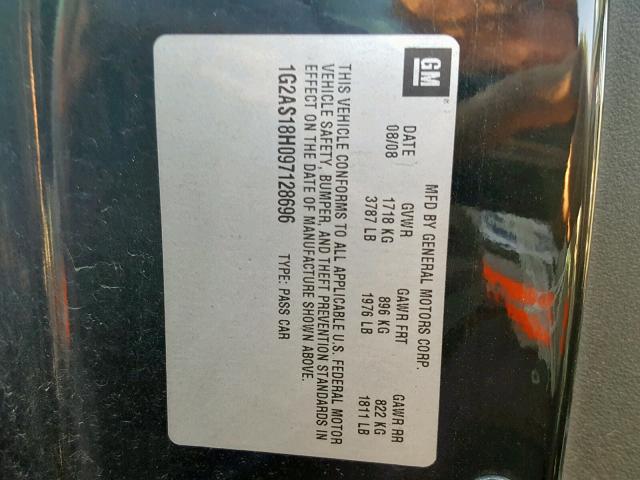 GM
MFD BY GENERAL MOTORS CORP.
DATE GVWR GAWR FRT GAWR RR
08/08 1718 KG 896 KG 822 KG
3787 LB 1976 LB 1811 LB
THIS VEHICLE CONFORMS TO ALL APPLICABLE U.S. FEDERAL MOTOR
VEHICLE SAFETY, BUMPER, AND THEFT PREVENTION STANDARDS IN
EFFECT ON THE DATE OF MANUFACTURE SHOWN ABOVE.
1G2AS18H097128696 TYPE: PASS CAR